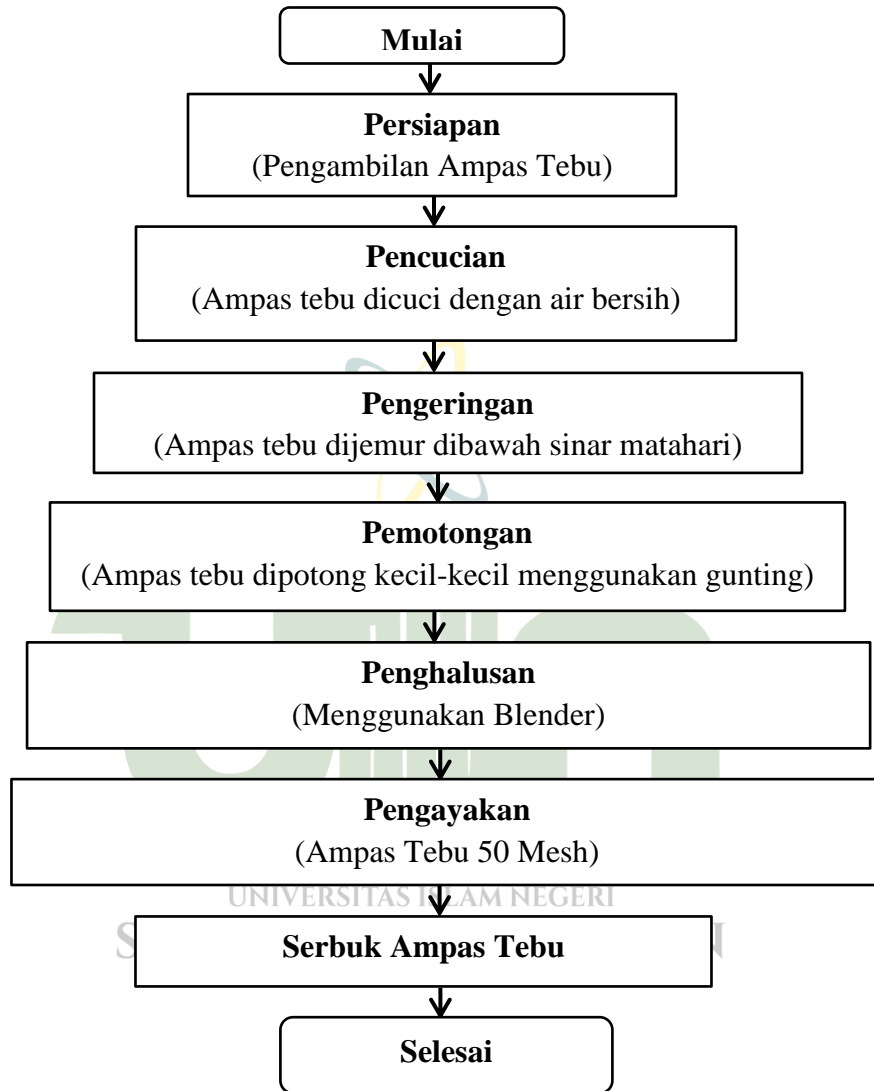 Mulai
Persiapan
(Pengambilan Ampas Tebu)
Pencucian
(Ampas tebu dicuci dengan air bersih)
Pengeringan
(Ampas tebu dijemur dibawah sinar matahari)
Pemotongan
(Ampas tebu dipotong kecil-kecil menggunakan gunting)
Penghalusan
(Menggunakan Blender)
Pengayakan
(Ampas Tebu 50 Mesh)
UNIVERSITAS ISLAM NEGERI
Serbuk Ampas Tebu
Selesai